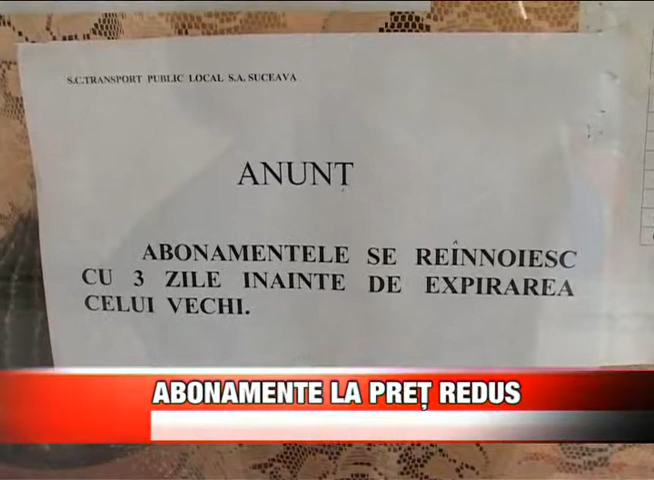 S.C.TRANSPORT PUBLIC LOCAL S.A. SUCEAVA
ANUNȚ
ABONAMENTELE SE REÎNNOIESC
CU 3 ZILE INAINTE DE EXPIRAREA
CELUI VECHI.
ABONAMENTE LA PREȚ REDUS